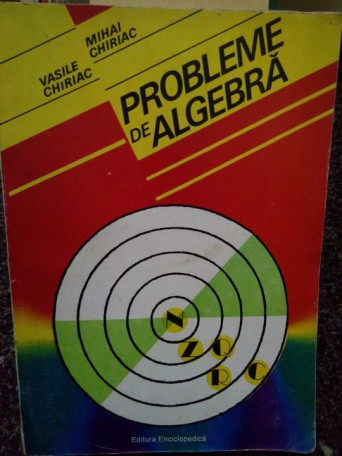 VASILE
CHIRIAC
MIHAI
CHIRIAC
PROBLEME
DE ALGEBRĂ
N
Z Q
R C
Editura Enciclopedică